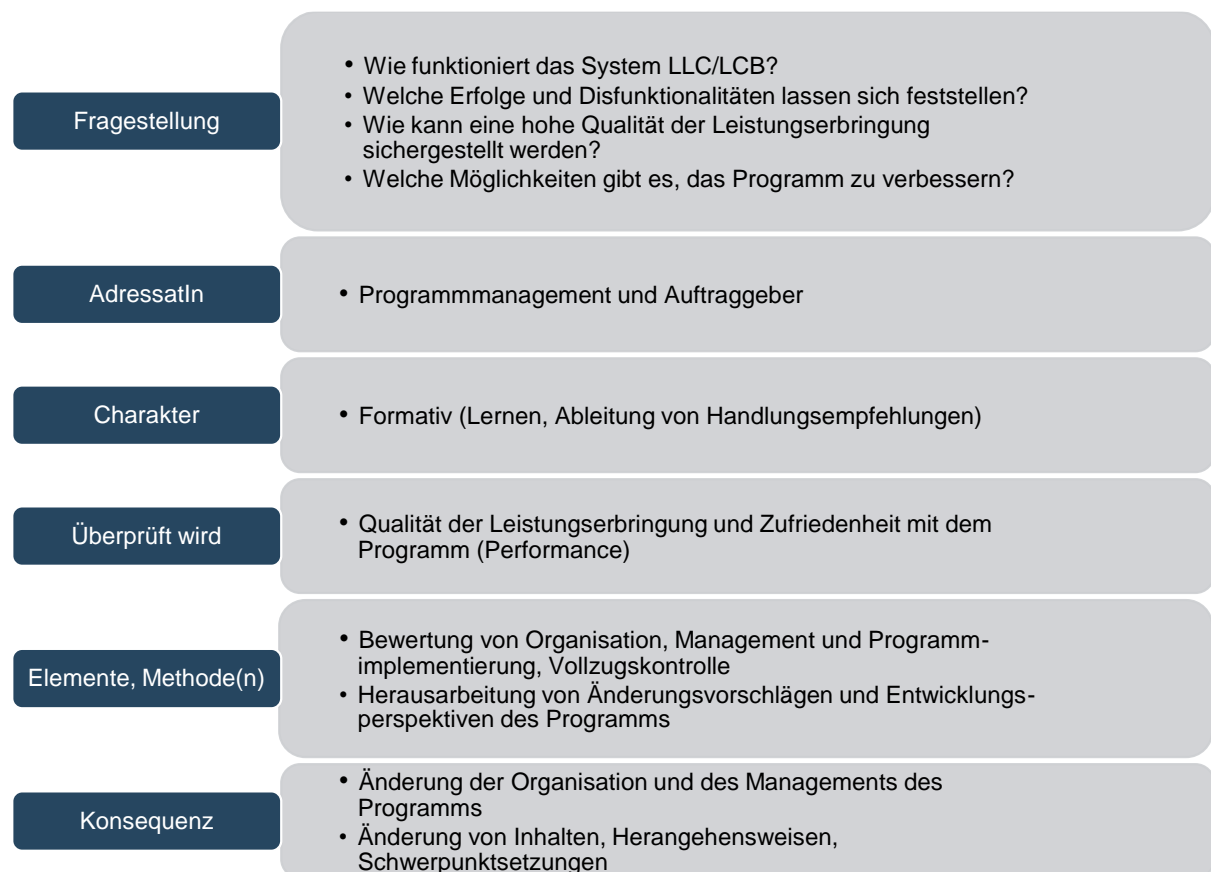 Fragestellung
• Wie funktioniert das System LLC/LCB?
• Welche Erfolge und Disfunktionalitäten lassen sich feststellen?
• Wie kann eine hohe Qualität der Leistungserbringung
sichergestellt werden?
• Welche Möglichkeiten gibt es, das Programm zu verbessern?
AdressatIn
• Programmmanagement und Auftraggeber
Charakter
• Formativ (Lernen, Ableitung von Handlungsempfehlungen)
Überprüft wird
• Qualität der Leistungserbringung und Zufriedenheit mit dem
Programm (Performance)
Elemente, Methode(n)
• Bewertung von Organisation, Management und Programm-
implementierung, Vollzugskontrolle
• Herausarbeitung von Änderungsvorschlägen und Entwicklungs-
perspektiven des Programms
Konsequenz
• Änderung der Organisation und des Managements des
Programms
• Änderung von Inhalten, Herangehensweisen,
Schwerpunktsetzungen